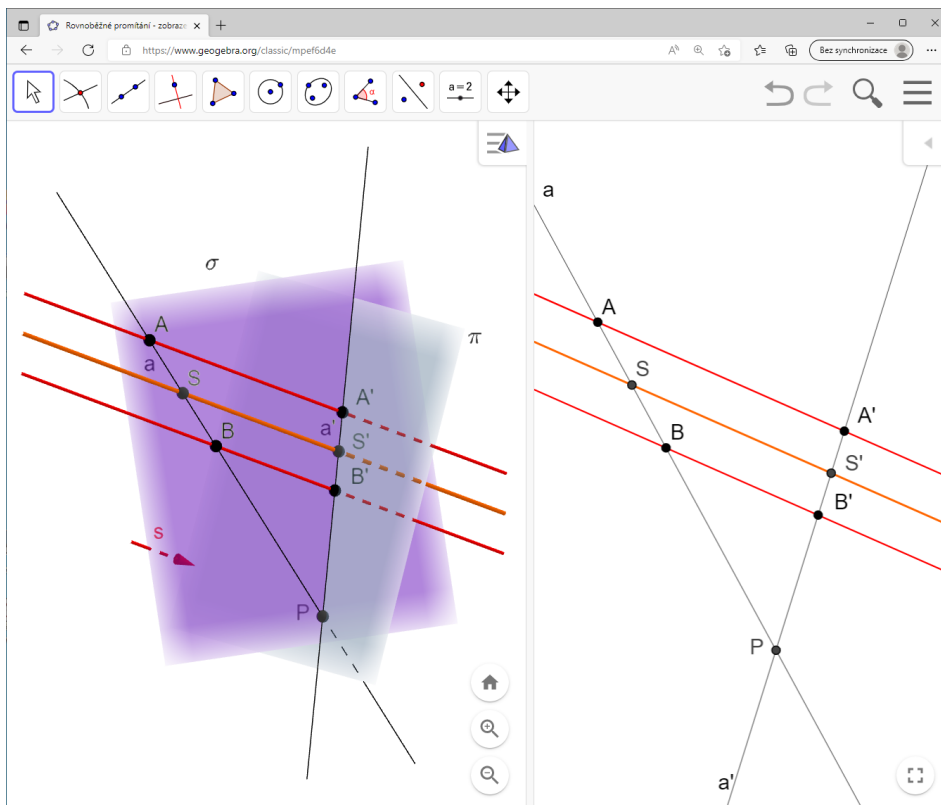 Rovnoběžné promítání - zobraze
https://www.geogebra.org/classic/mpef6d4e
Bez synchronizace
α
a = 2
σ
π
A
a
S
B
A'
a'
S'
B'
s
P
a
A
S
B
A'
S'
B'
P
a'